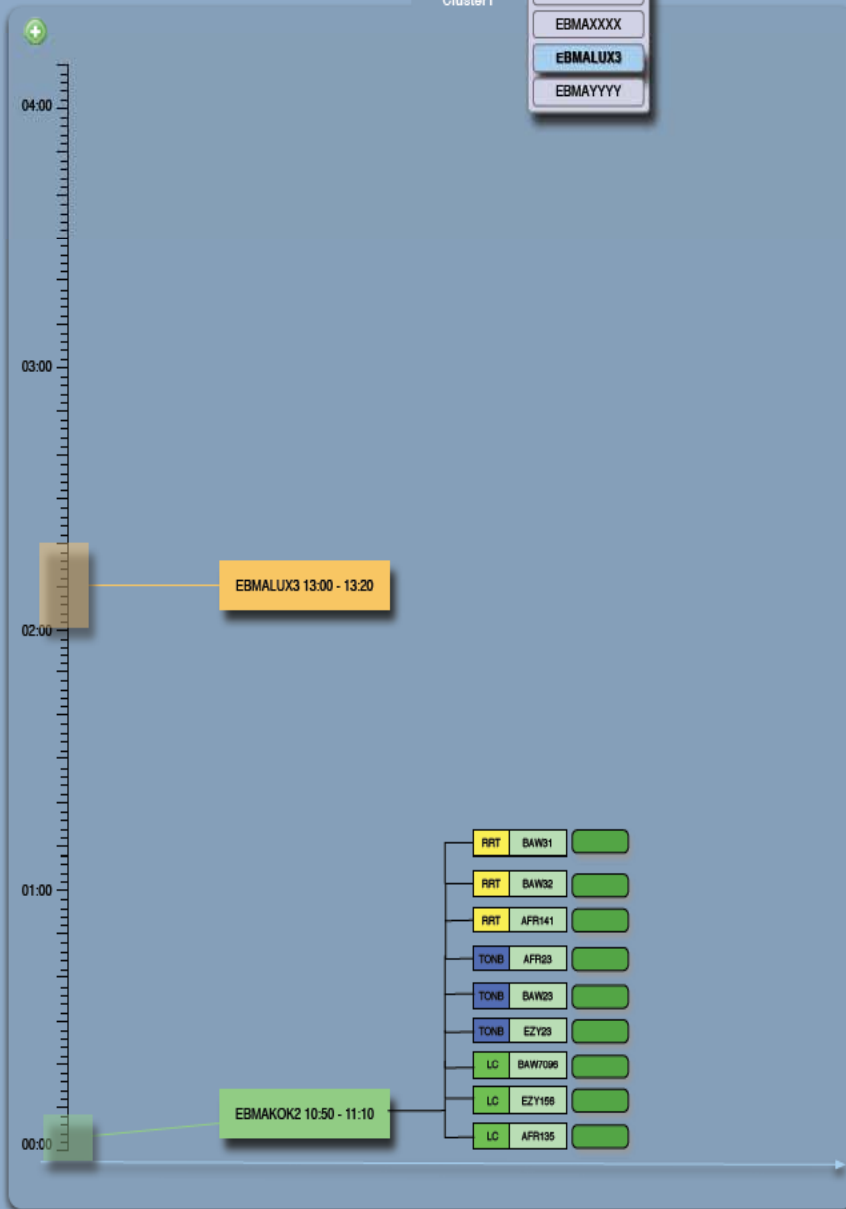 Cluster1
EBMAXXXX
EBMALUX3
EBMAYYYY
04:00
03:00
EBMALUX3 13:00 - 13:20
02:00
RRT BAW31
01:00
RRT BAW32
RRT AFR141
TONB AFR23
TONB BAW23
TONB EZY23
LC BAW7096
LC EZY156
EBMAKOK2 10:50 - 11:10
LC AFR135
00:00